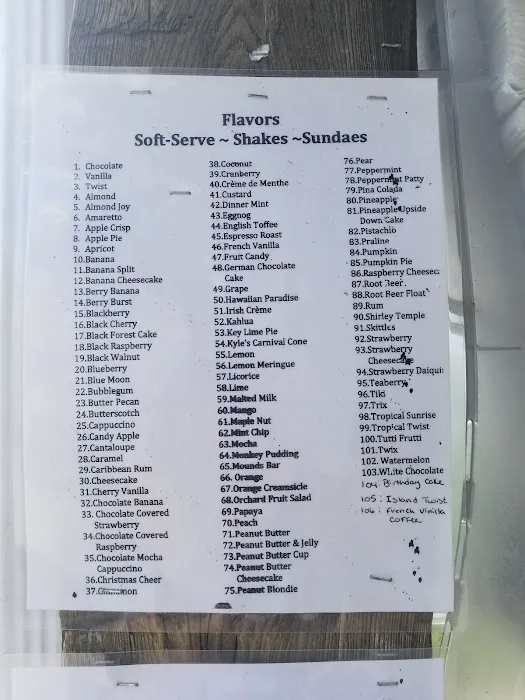 Flavors
Soft-Serve ~ Shakes ~Sundaes
1. Chocolate
2. Vanilla
3. Twist
4. Almond
5. Almond Joy
6. Amaretto
7. Apple Crisp
8. Apple Pie
9. Apricot
10.Banana
11.Banana Split
12.Banana Cheesecake
13.Berry Banana
14.Berry Burst
15.Blackberry
16.Black Cherry
17.Black Forest Cake
18.Black Raspberry
19.Black Walnut
20.Blueberry
21.Blue Moon
22.Bubblegum
23.Butter Pecan
24.Butterscotch
25.Cappuccino
26.Candy Apple
27.Cantaloupe
28.Caramel
29.Caribbean Rum
30.Cheesecake
31.Cherry Vanilla
32.Chocolate Banana
33. Chocolate Covered
Strawberry
34.Chocolate Covered
Raspberry
35.Chocolate Mocha
Cappuccino
36.Christmas Cheer
37.Cinnamon
38.Coconut
39.Cranberry
40.Crème de Menthe
41.Custard
42.Dinner Mint
43.Eggnog
44.English Toffee
45.Espresso Roast
46.French Vanilla
47.Fruit Candy
48.German Chocolate
Cake
49.Grape
50.Hawaiian Paradise
51.Irish Crème
52.Kahlua
53.Key Lime Pie
54.Kyle's Carnival Cone
55.Lemon
56.Lemon Meringue
57.Licorice
58.Lime
59.Malted Milk
60.Mango
61.Maple Nut
62.Mint Chip
63.Mocha
64.Monkey Pudding
65.Mounds Bar
66. Orange
67.Orange Creamsicle
68.Orchard Fruit Salad
69.Papaya
70.Peach
71.Peanut Butter
72.Peanut Butter & Jelly
73.Peanut Butter Cup
74.Peanut Butter
Cheesecake
75.Peanut Blondie
76.Pear
77.Peppermint
78.Peppermint Patty
79.Pina Colada
80.Pineapple
81.Pineapple Upside
Down Cake
82.Pistachio
83.Praline
84.Pumpkin
85.Pumpkin Pie
86.Raspberry Cheesec
87.Root Beer
88.Root Beer Float
89.Rum
90.Shirley Temple
91.Skittles
92.Strawberry
93.Strawberry
Cheesecake
94.Strawberry Daiquir
95.Teaberry
96.Tiki
97.Trix
98.Tropical Sunrise
99.Tropical Twist
100.Tutti Frutti
101.Twix
102. Watermelon
103.White Chocolate
104. Birthday Cake
105. Island Twist
106. French Vinilla
Coffee